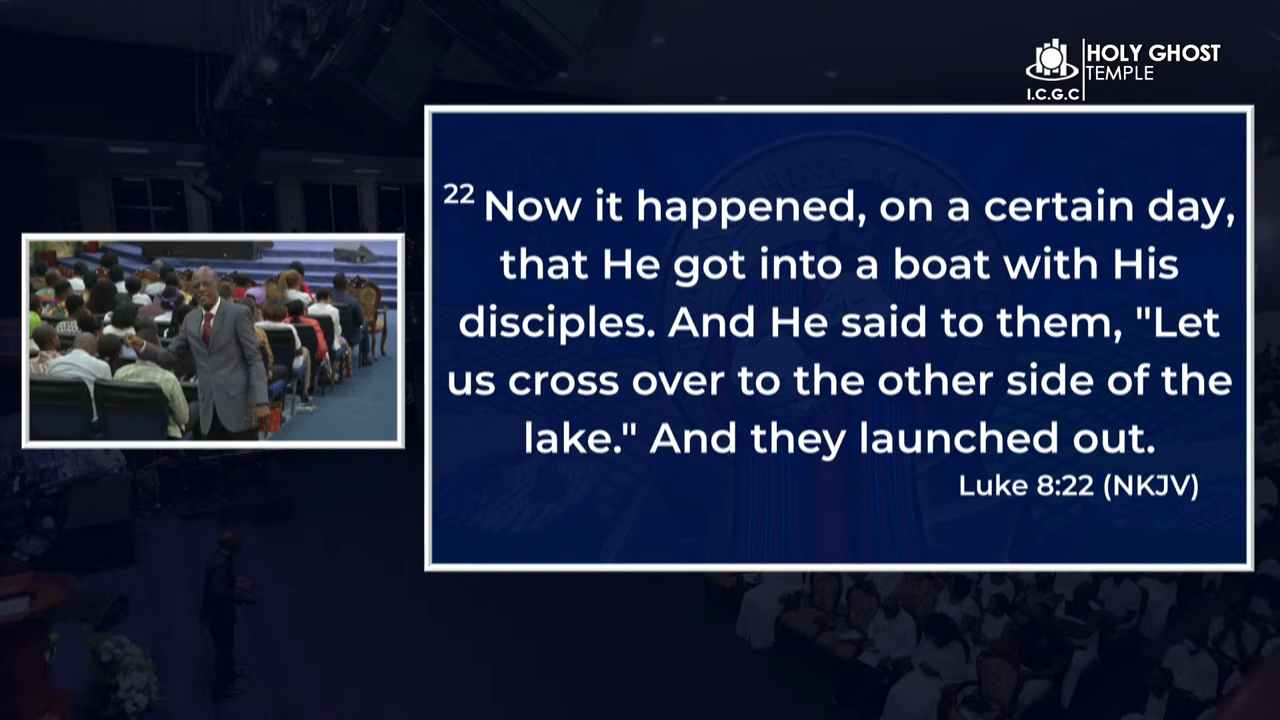 HOLY GHOST
TEMPLE
I.C.G.C
22 Now it happened, on a certain day,
that He got into a boat with His
disciples. And He said to them, "Let
us cross over to the other side of the
lake." And they launched out.
Luke 8:22 (NKJV)